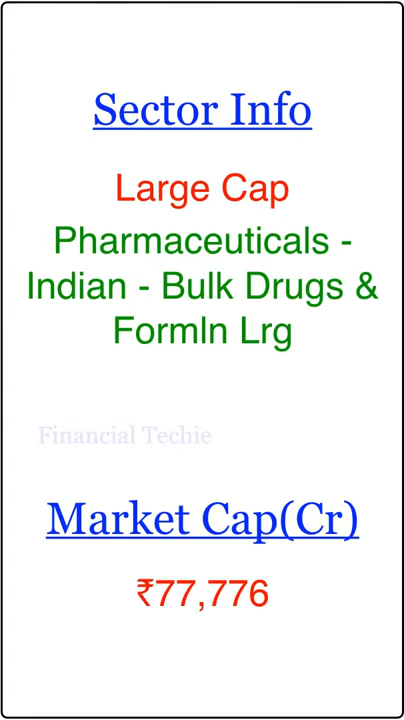 Sector Info
Large Cap
Pharmaceuticals -
Indian - Bulk Drugs &
Formln Lrg
Financial Techie
Market Cap(Cr)
₹77,776